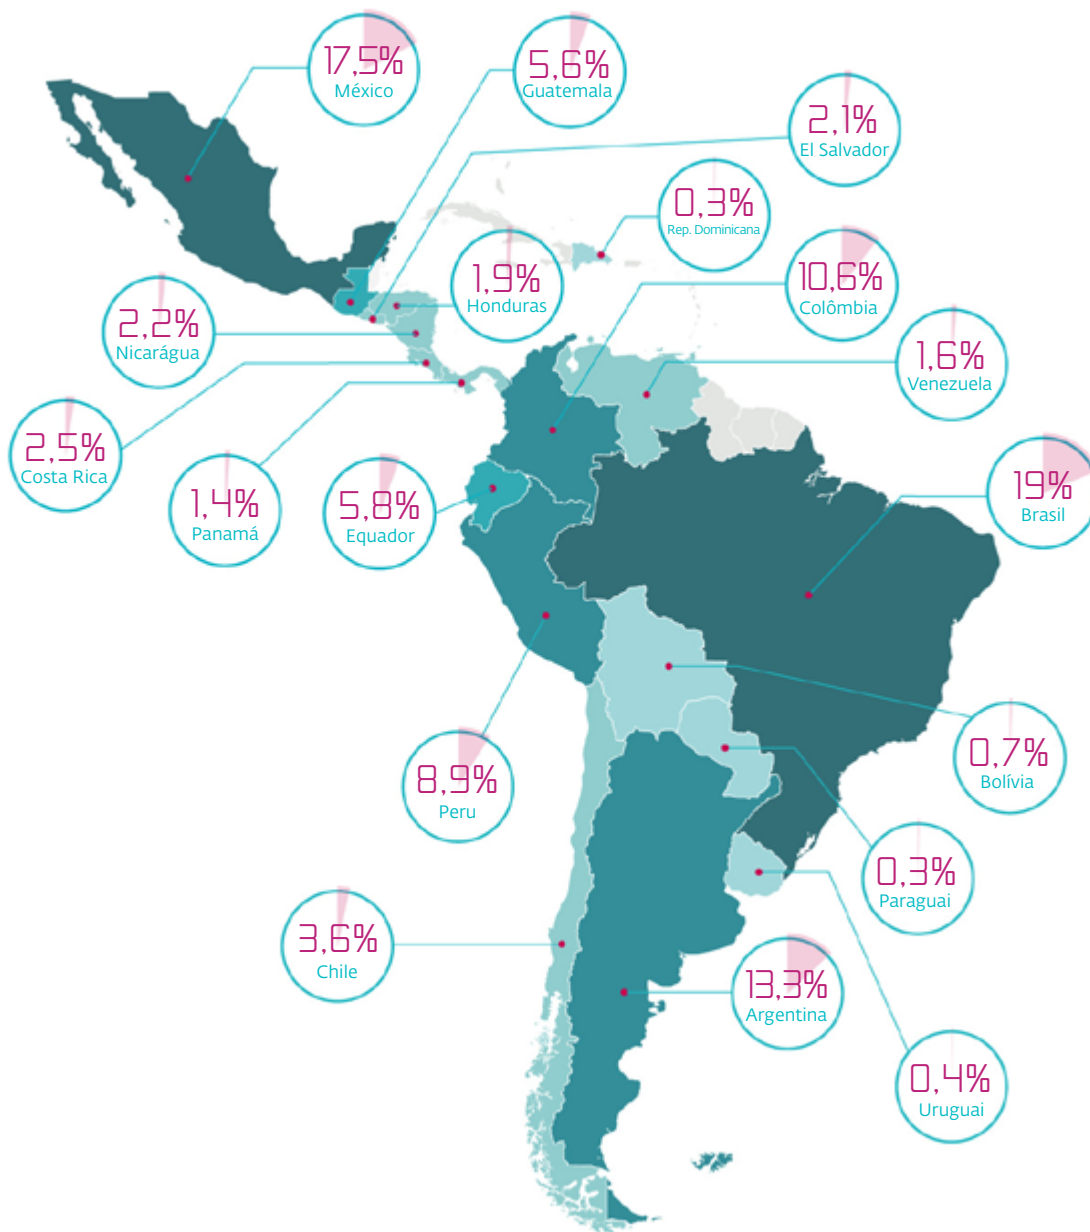 17,5%
México
5,6%
Guatemala
2,1%
El Salvador
0,3%
Rep. Dominicana
1,9%
Honduras
10,6%
Colômbia
2,2%
Nicarágua
1,6%
Venezuela
2,5%
Costa Rica
1,4%
Panamá
5,8%
Equador
19%
Brasil
8,9%
Peru
0,7%
Bolívia
0,3%
Paraguai
3,6%
Chile
13,3%
Argentina
0,4%
Uruguai